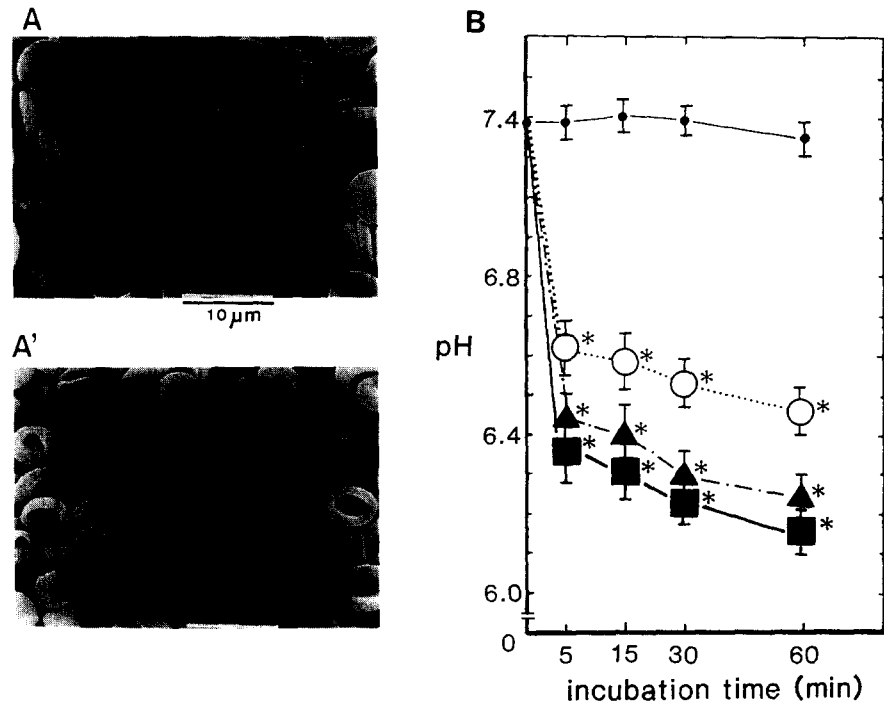 A
10 μm
A'
B
7.4
6.8
pH
6.4
6.0
0
5 15 30 60
incubation time (min)
* * * *
* * * *
* * * *